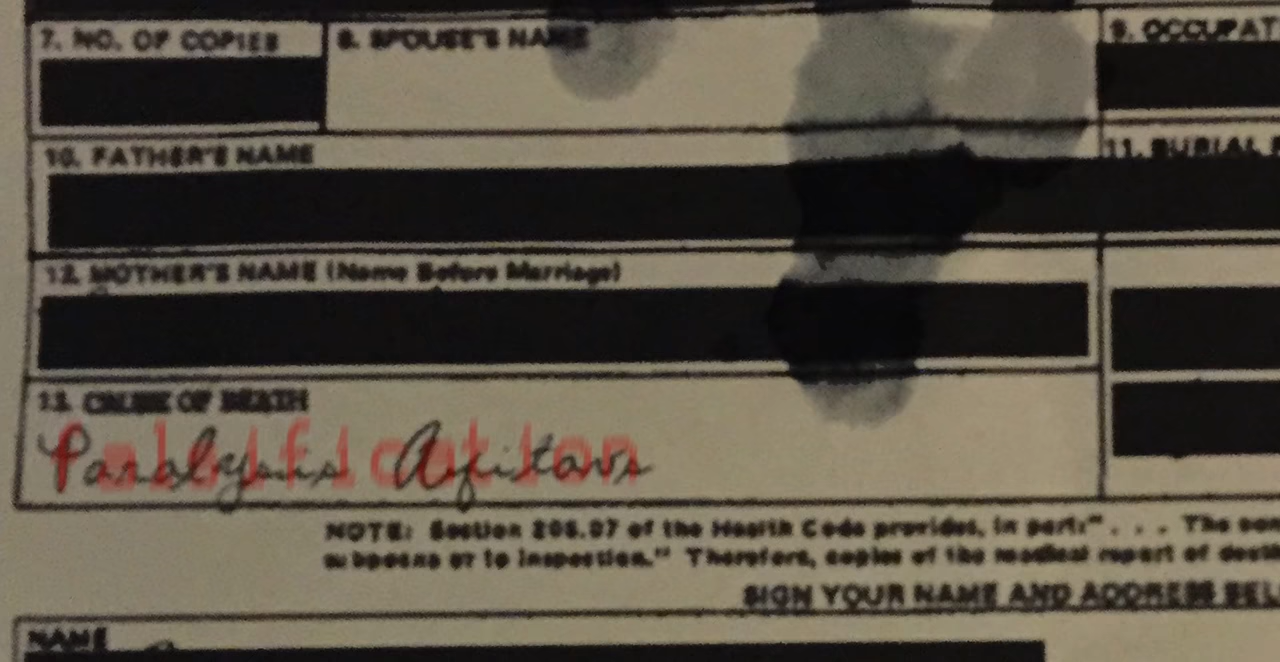 7. NO. OF COPIES
8. SPOUSE'S NAME
9. OCCUPAT
10. FATHER'S NAME
11. BURIAL
12. MOTHER'S NAME (Name Before Marriage)
13. CAUSE OF DEATH
falsification
Paralysis Agitans
NOTE: Section 205.07 of the Health Code provides, in part:" . . . The
subpoena or to inspection." Therefore, copies of the medical report of
SIGN YOUR NAME AND ADDRESS BEL
NAME